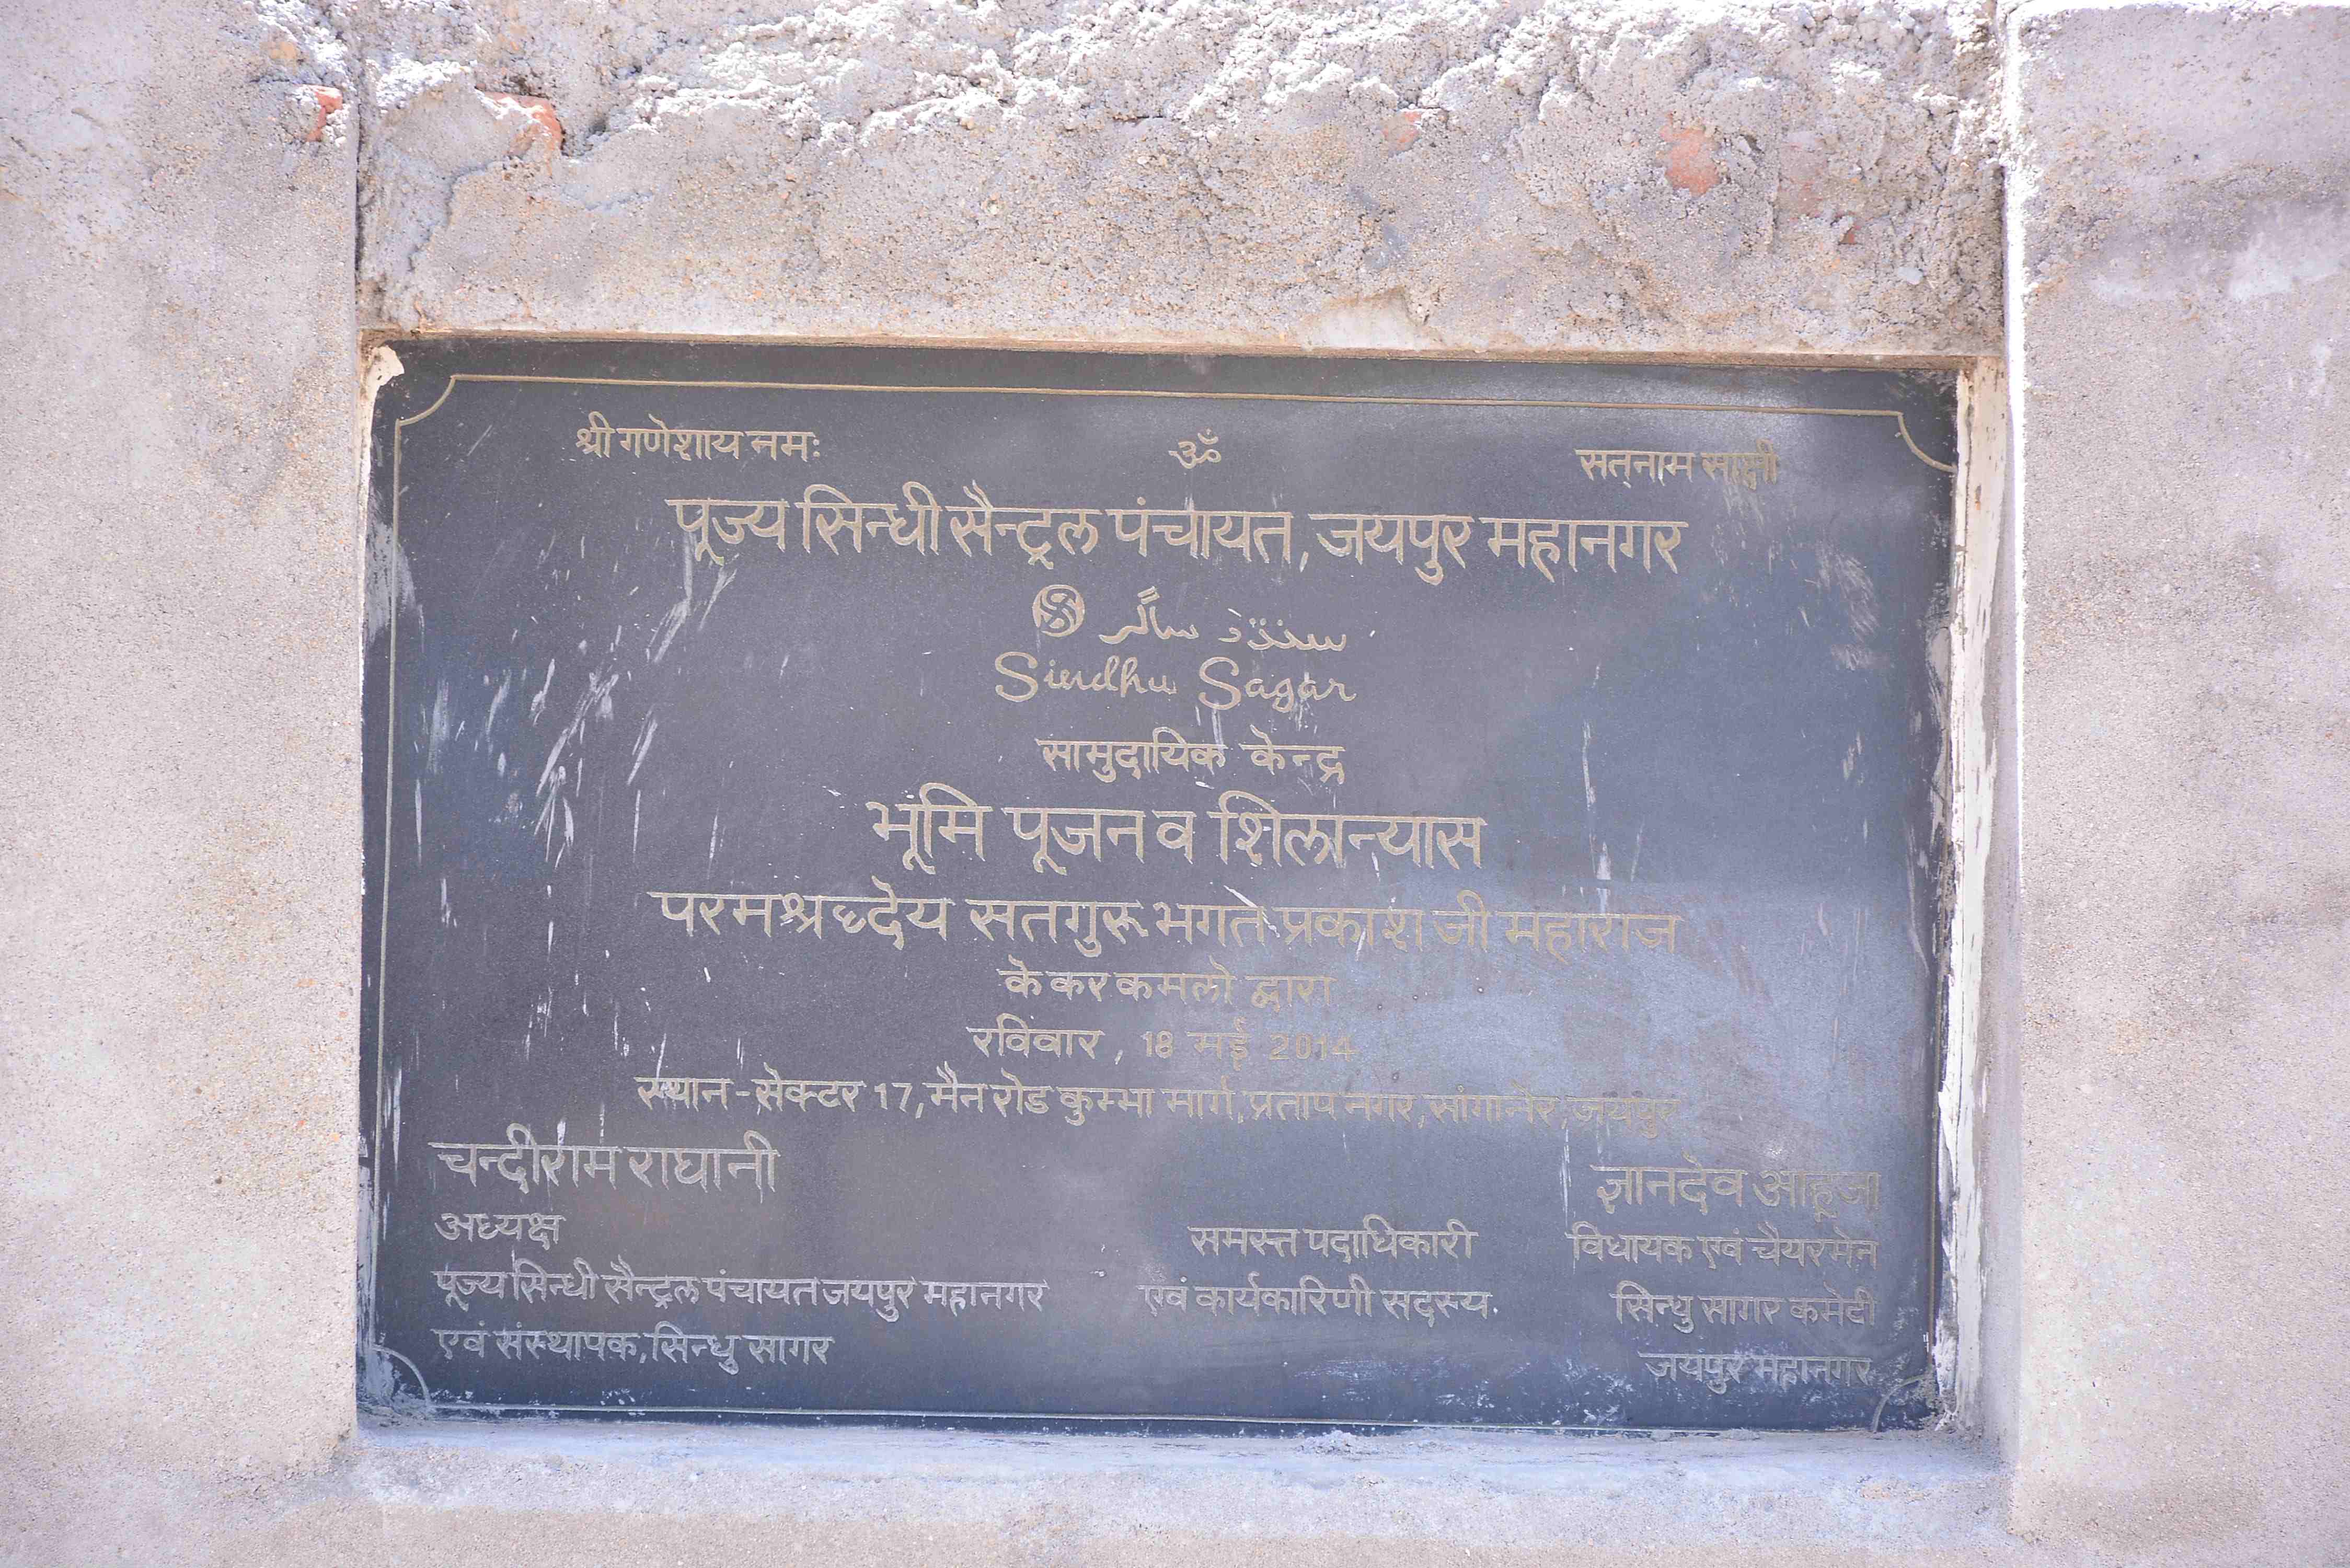 श्री गणेशाय नमः ॐ सत्‌नाम साक्षी
पूज्य सिन्धी सैन्ट्रल पंचायत, जयपुर महानगर
سنڌو ساگر
Sindhu Sagar
सामुदायिक केन्द्र
भूमि पूजन व शिलान्यास
परमश्रध्देय सतगुरू भगत प्रकाश जी महाराज
के कर कमलो द्वारा
रविवार, 18 मई 2014
स्थान - सेक्टर 17, मैन रोड कुम्भा मार्ग, प्रताप नगर, सांगानेर, जयपुर
चन्दीराम राघानी
अध्यक्ष
पूज्य सिन्धी सैन्ट्रल पंचायत जयपुर महानगर
एवं संस्थापक, सिन्धु सागर
समस्त पदाधिकारी
एवं कार्यकारिणी सदस्य.
ज्ञानदेव आहूजा
विधायक एवं चैयरमेन
सिन्धु सागर कमेटी
जयपुर महानगर